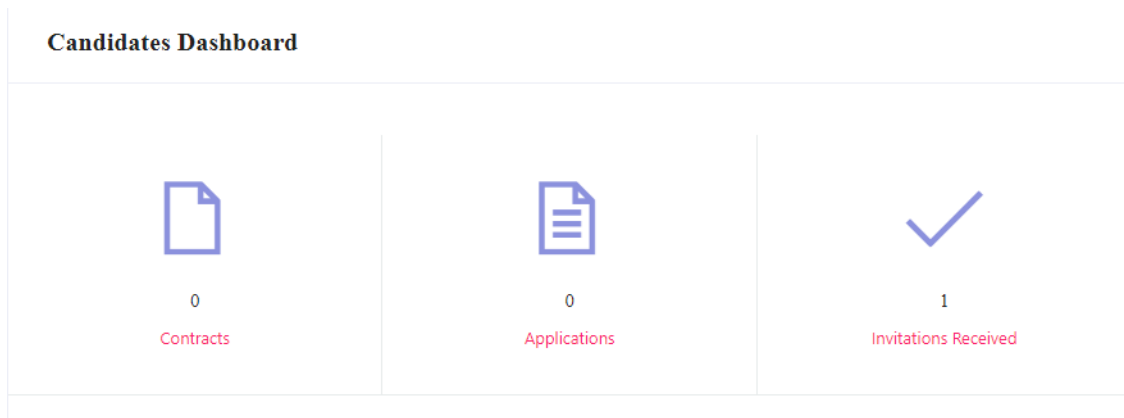 Candidates Dashboard
0
Contracts
0
Applications
1
Invitations Received